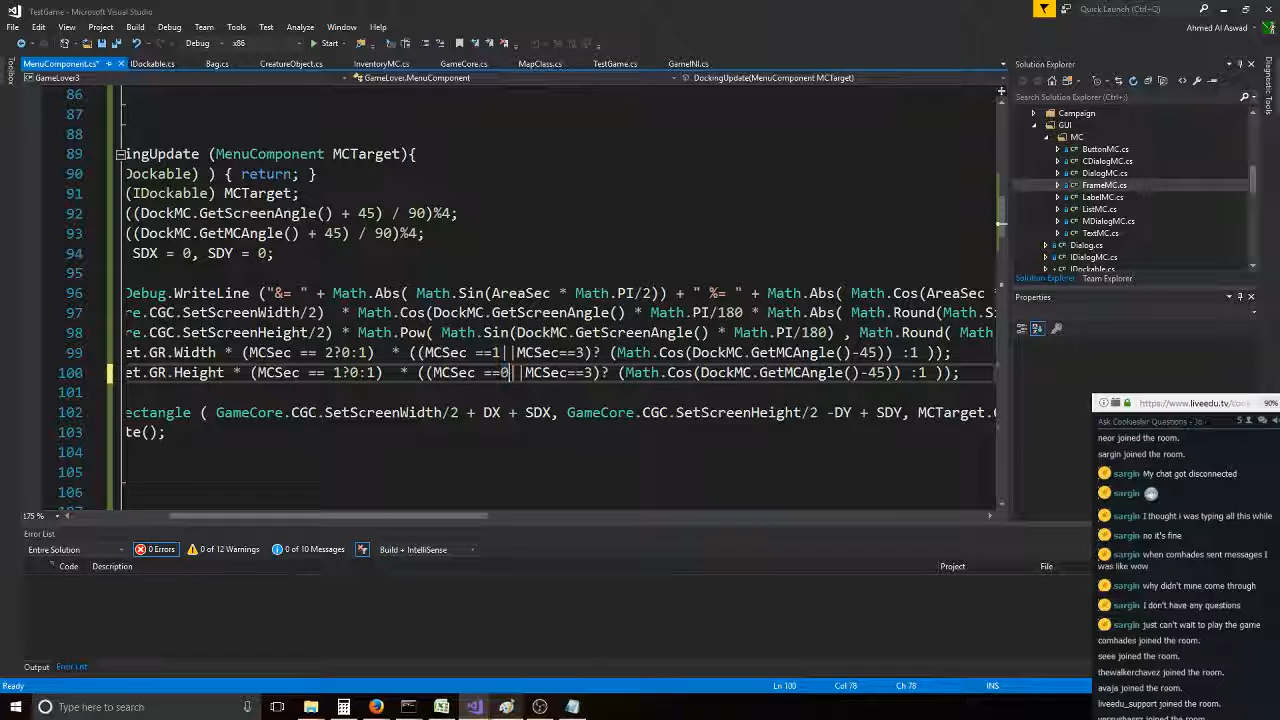 TestGame - Microsoft Visual Studio
Quick Launch (Ctrl+Q)
File Edit View Project Build Debug Team Tools Test Analyze Window Help
Ahmed Al Aswad
Debug x86 Start
MenuComponent.cs* IDockable.cs Bag.cs CreatureObject.cs InventoryMC.cs GameCore.cs MapClass.cs TestGame.cs GameINI.cs
GameLover3 GameLover.MenuComponent DockingUpdate(MenuComponent MCTarget)
Toolbox
86
87
88
89 ingUpdate (MenuComponent MCTarget){
90 Dockable) ) { return; }
91 (IDockable) MCTarget;
92 ((DockMC.GetScreenAngle() + 45) / 90)%4;
93 ((DockMC.GetMCAngle() + 45) / 90)%4;
94 SDX = 0, SDY = 0;
95
96 Debug.WriteLine ("&= " + Math.Abs( Math.Sin(AreaSec * Math.PI/2)) + " %= " + Math.Abs( Math.Cos(AreaSec *
97 re.CGC.SetScreenWidth/2) * Math.Cos(DockMC.GetScreenAngle() * Math.PI/180 * Math.Abs( Math.Round(Math.Si
98 re.CGC.SetScreenHeight/2) * Math.Pow( Math.Sin(DockMC.GetScreenAngle() * Math.PI/180) , Math.Round( Math
99 et.GR.Width * (MCSec == 2?0:1) * ((MCSec ==1||MCSec==3)? (Math.Cos(DockMC.GetMCAngle()-45)) :1 ));
100 et.GR.Height * (MCSec == 1?0:1) * ((MCSec ==0||MCSec==3)? (Math.Cos(DockMC.GetMCAngle()-45)) :1 ));
101
102 ectangle ( GameCore.CGC.SetScreenWidth/2 + DX + SDX, GameCore.CGC.SetScreenHeight/2 -DY + SDY, MCTarget.
103 te();
104
105
106
107
175 %
Error List
Entire Solution 0 Errors 0 of 12 Warnings 0 of 10 Messages Build + IntelliSense
Code Description Project File
Output Error List
Ready Ln 100 Col 78 Ch 78 INS
Type here to search
Solution Explorer
Search Solution Explorer (Ctrl+;)
Campaign
GUI
MC
ButtonMC.cs
CDialogMC.cs
DialogMC.cs
FrameMC.cs
LabelMC.cs
ListMC.cs
MDialogMC.cs
TextMC.cs
Dialog.cs
IDialogMC.cs
IDockable.cs
Solution Explorer Team Explorer
Properties
Diagnostic Tools
https://www.liveedu.tv/cook 90%
5
neor joined the room.
sargin joined the room.
sargin My chat got disconnected
sargin
sargin I thought i was typing all this while
sargin no it's fine
sargin when comhades sent messages I
was like wow
sargin why didn't mine come through
sargin I don't have any questions
sargin just can't wait to play the game
comhades joined the room.
seee joined the room.
thewalkerchavez joined the room.
avaja joined the room.
liveedu_support joined the room.